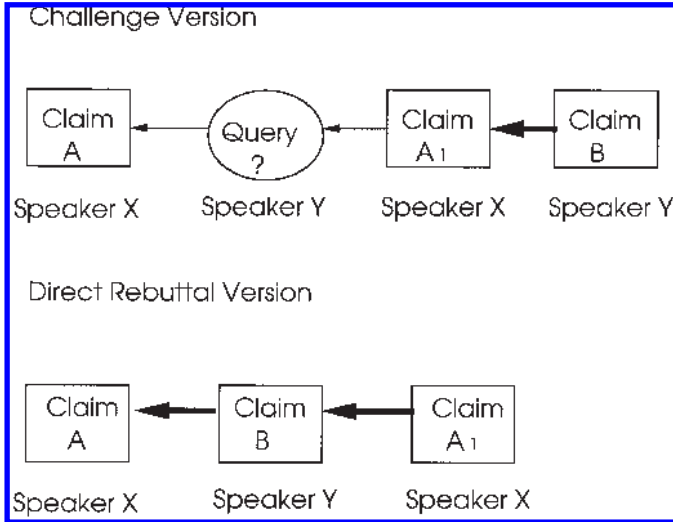 Challenge Version
Claim A
Query ?
Claim A1
Claim B
Speaker X
Speaker Y
Speaker X
Speaker Y
Direct Rebuttal Version
Claim A
Claim B
Claim A1
Speaker X
Speaker Y
Speaker X